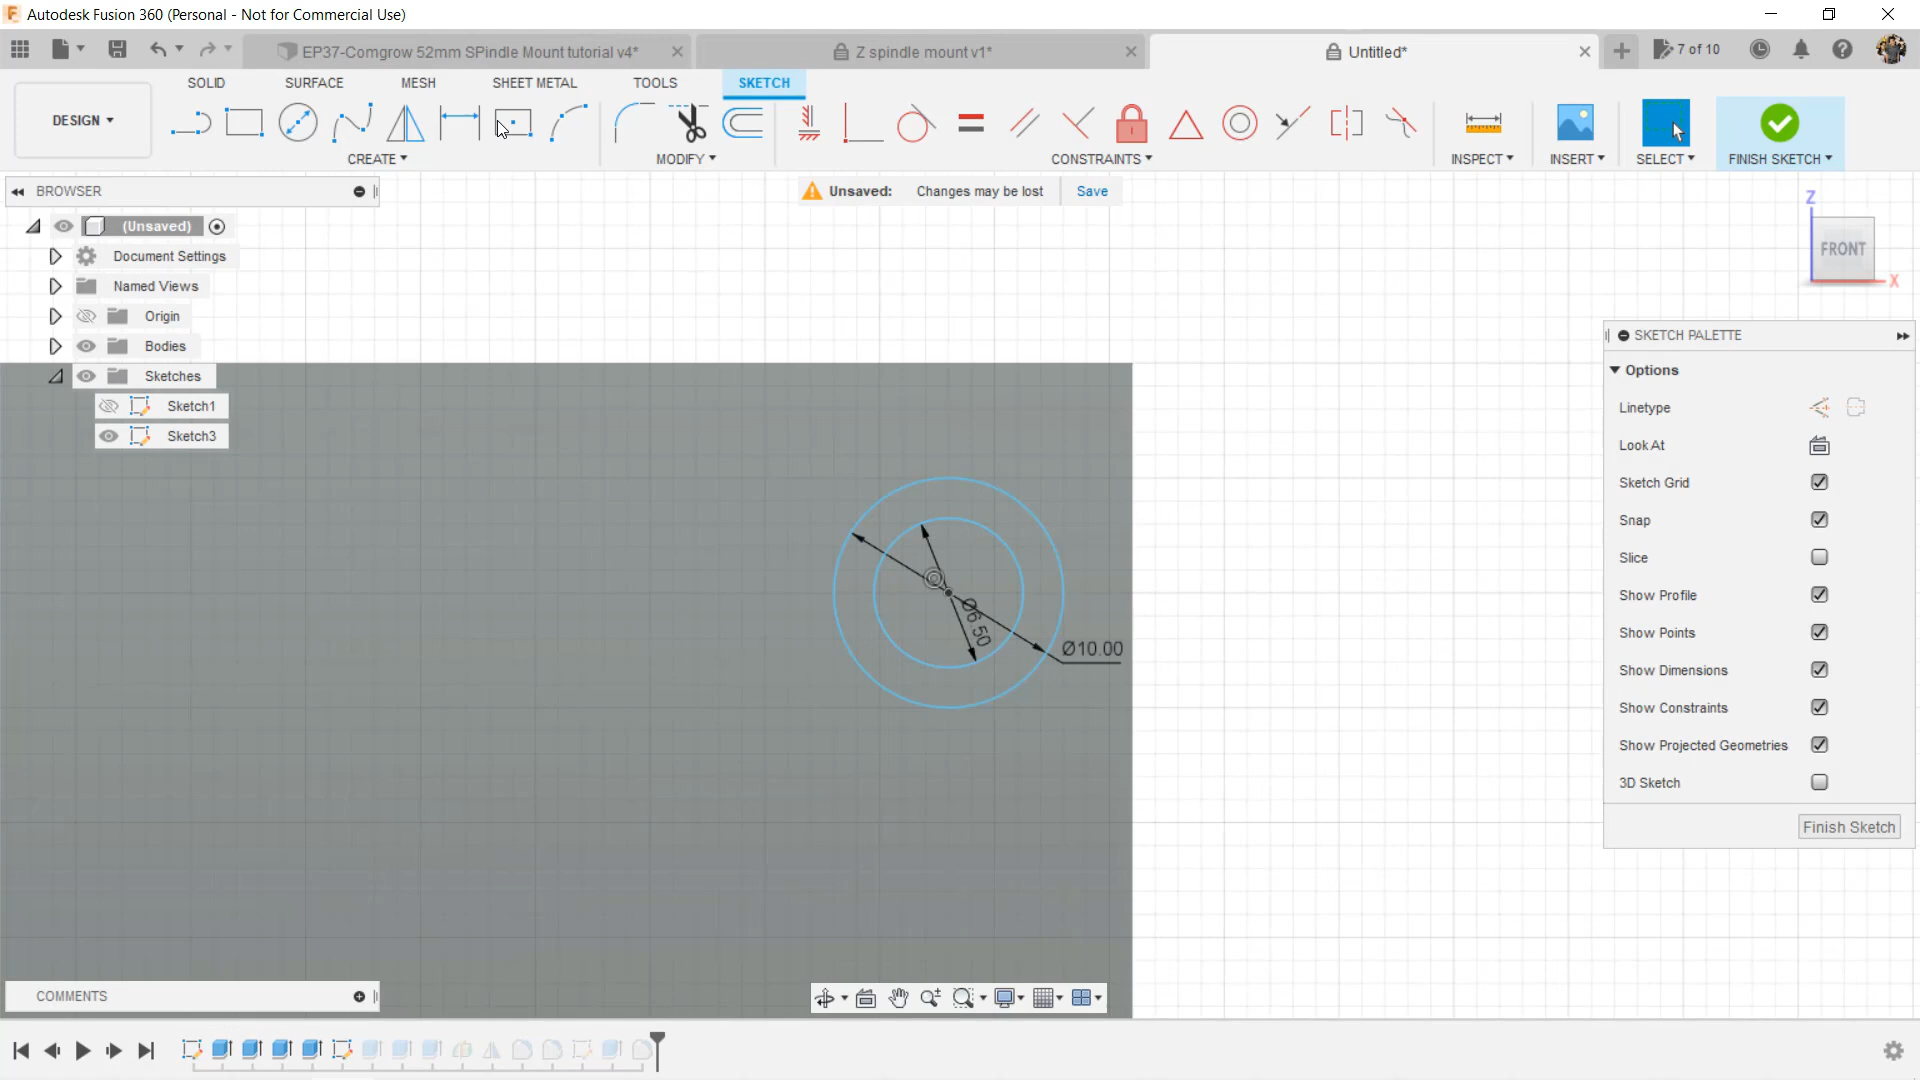 Autodesk Fusion 360 (Personal - Not for Commercial Use)
EP37-Comgrow 52mm SPindle Mount tutorial v4*
Z spindle mount v1*
Untitled*
7 of 10
SOLID
SURFACE
MESH
SHEET METAL
TOOLS
SKETCH
DESIGN
CREATE
MODIFY
CONSTRAINTS
INSPECT
INSERT
SELECT
FINISH SKETCH
BROWSER
Unsaved:
Changes may be lost
Save
(Unsaved)
Document Settings
Named Views
Origin
Bodies
Sketches
Sketch1
Sketch3
Z
FRONT
X
SKETCH PALETTE
Options
Linetype
Look At
Sketch Grid
Snap
Slice
Show Profile
Show Points
Show Dimensions
Show Constraints
Show Projected Geometries
3D Sketch
Finish Sketch
Ø6.50
Ø10.00
COMMENTS